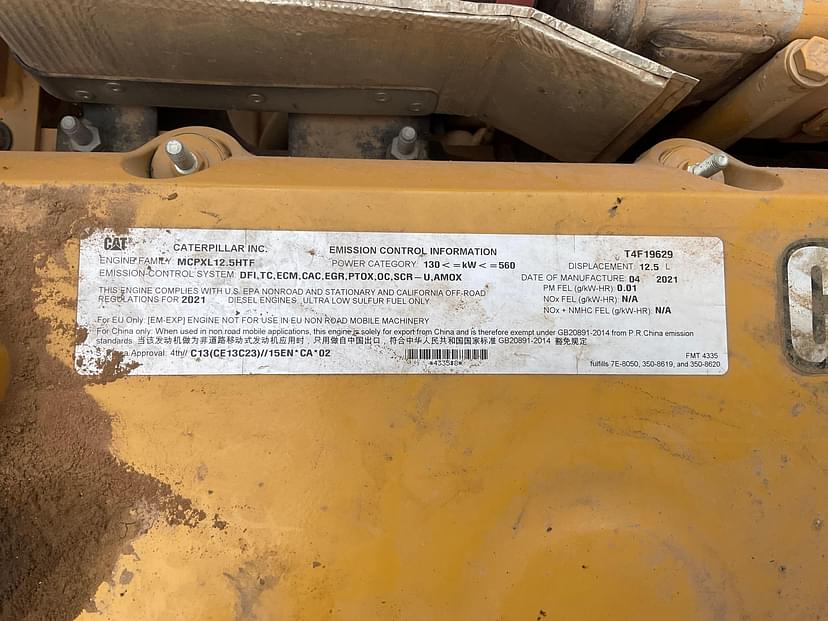 CAT CATERPILLAR INC. EMISSION CONTROL INFORMATION T4F19629
ENGINE FAMILY: MCPXL12.5HTF POWER CATEGORY: 130<=kW<=560 DISPLACEMENT: 12.5 L
EMISSION-CONTROL SYSTEM: DFI,TC,ECM,CAC,EGR,PTOX,OC,SCR-U,AMOX DATE OF MANUFACTURE: 04 2021
THIS ENGINE COMPLIES WITH U.S. EPA NONROAD AND STATIONARY AND CALIFORNIA OFF-ROAD PM FEL (g/kW-HR) 0.01
REGULATIONS FOR 2021 DIESEL ENGINES, ULTRA LOW SULFUR FUEL ONLY NOx FEL (g/kW-HR) N/A
NOx + NMHC FEL (g/kW-HR) N/A
For EU Only: [EM-EXP] ENGINE NOT FOR USE IN EU NON ROAD MOBILE MACHINERY
For China only: When used in non road mobile applications, this engine is solely for export from China and is therefore exempt under GB20891-2014 from P.R.China emission
standards 当该发动机做为非道路移动式发动机应用时，只用做自中国出口，符合中华人民共和国国家标准 GB20891-2014 豁免规定
Approval: 4th// C13(CE13C23)//15EN*CA*02 FMT 4335
fulfills 7E-8050, 350-8619, and 350-8620